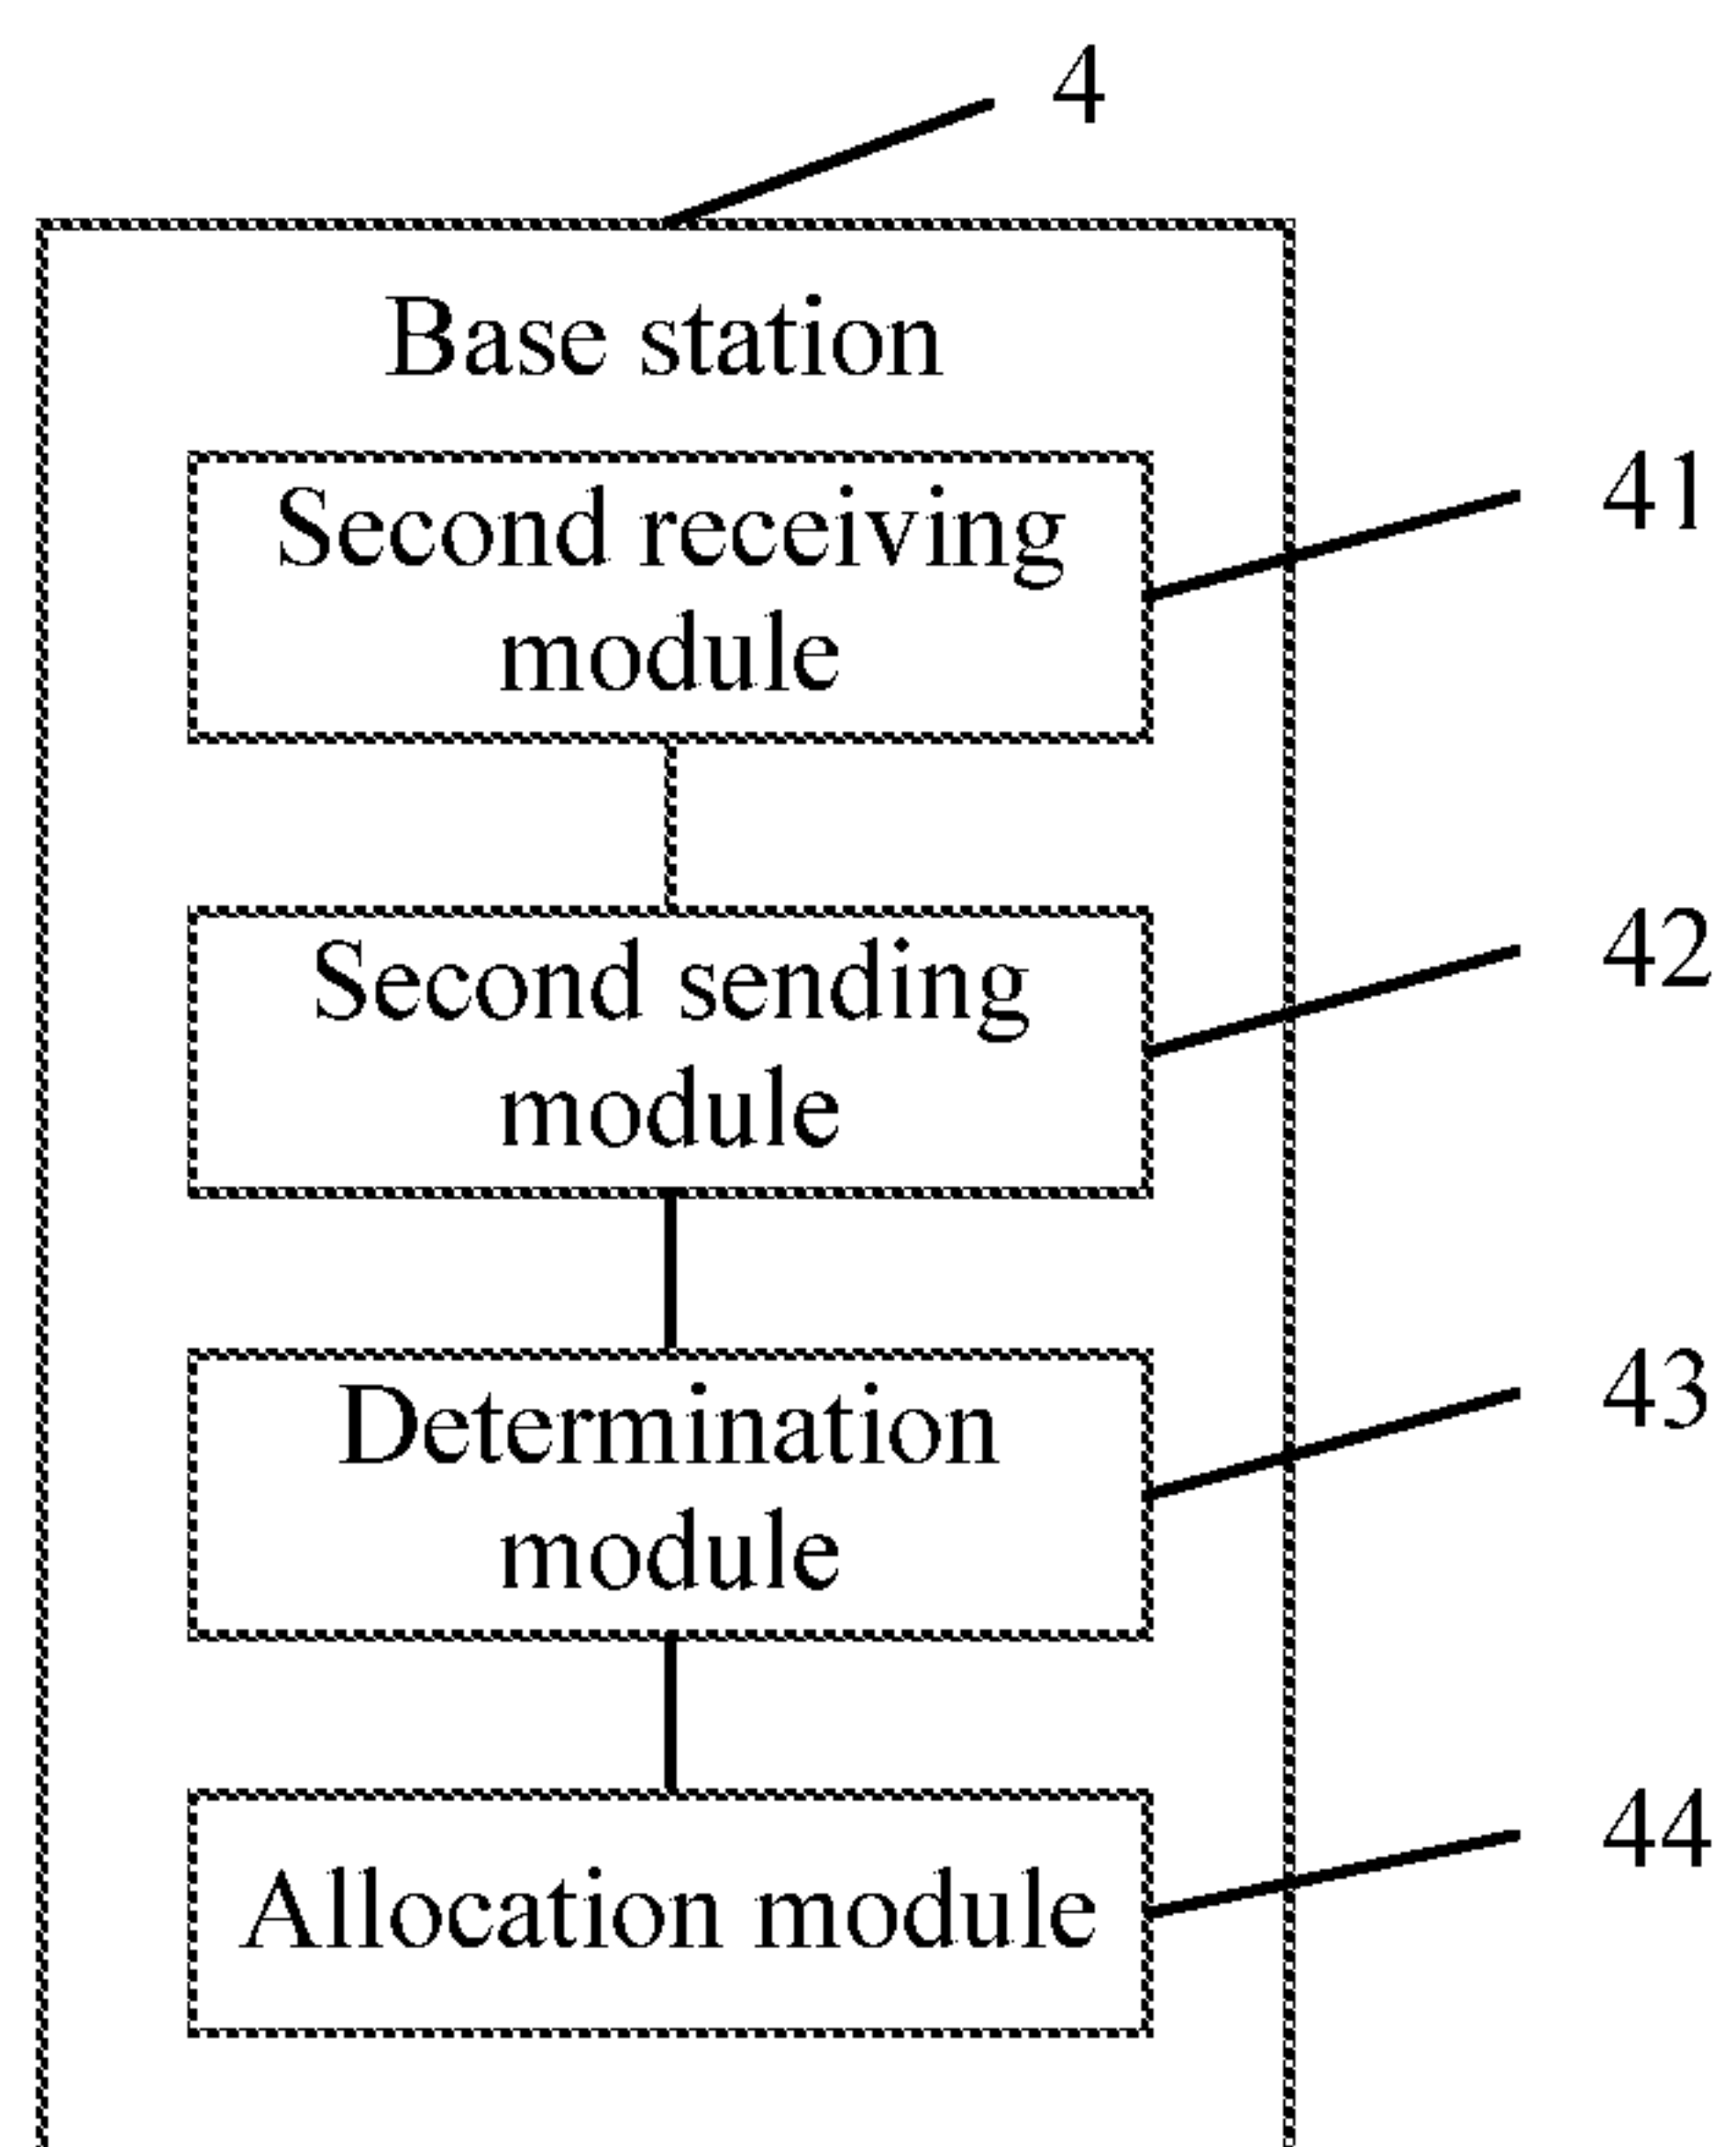 4
Base station
Second receiving
module
41
Second sending
module
42
Determination
module
43
Allocation module
44